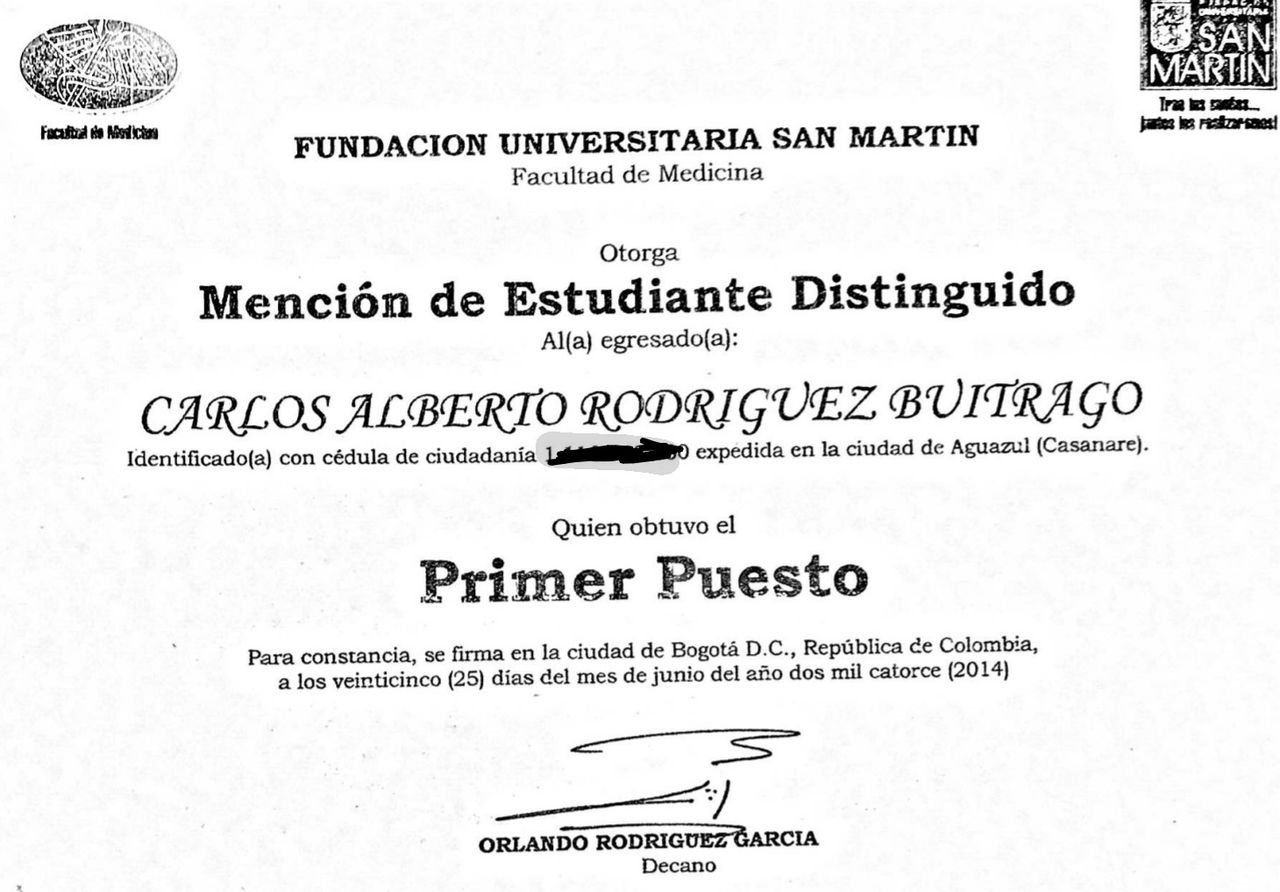 Facultad de Medicina
SAN
MARTIN
FUNDACION UNIVERSITARIA SAN MARTIN
Facultad de Medicina
Otorga
Mención de Estudiante Distinguido
Al(a) egresado(a):
CARLOS ALBERTO RODRIGUEZ BUITRAGO
Identificado(a) con cédula de ciudadanía expedida en la ciudad de Aguazul (Casanare).
Quien obtuvo el
Primer Puesto
Para constancia, se firma en la ciudad de Bogotá D.C., República de Colombia,
a los veinticinco (25) días del mes de junio del año dos mil catorce (2014)
ORLANDO RODRIGUEZ GARCIA
Decano